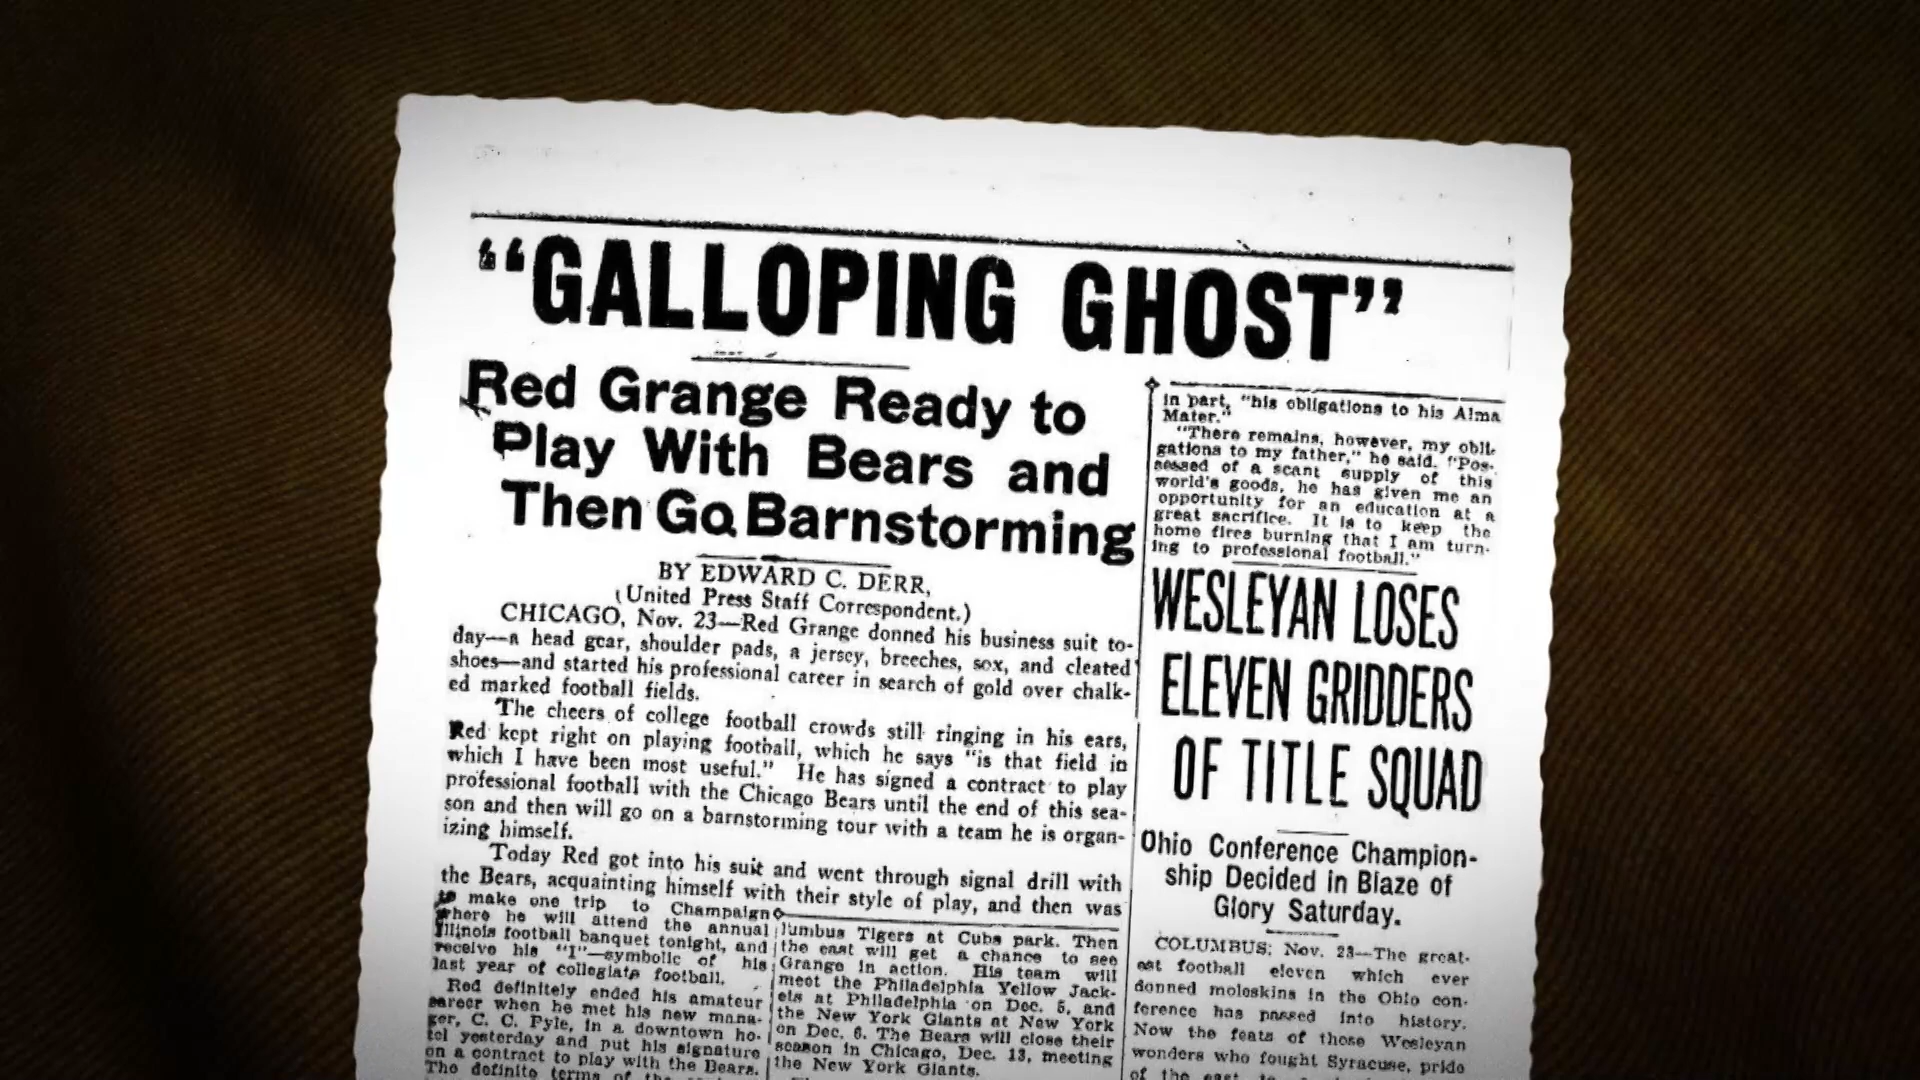 “GALLOPING GHOST”
Red Grange Ready to
Play With Bears and
Then Go Barnstorming
BY EDWARD C. DERR,
(United Press Staff Correspondent.)
CHICAGO, Nov. 23—Red Grange donned his business suit to-
day—a head gear, shoulder pads, a jersey, breeches, sox, and cleated
shoes—and started his professional career in search of gold over chalk-
ed marked football fields.
The cheers of college football crowds still ringing in his ears,
Red kept right on playing football, which he says "is that field in
which I have been most useful." He has signed a contract to play
professional football with the Chicago Bears until the end of this sea-
son and then will go on a barnstorming tour with a team he is organ-
izing himself.
Today Red got into his suit and went through signal drill with
the Bears, acquainting himself with their style of play, and then was
to make one trip to Champaign
where he will attend the annual
Illinois football banquet tonight, and
receive his "I"—symbolic of his
last year of collegiate football.
Red definitely ended his amateur
career when he met his new mana-
ger, C. C. Pyle, in a downtown ho-
tel yesterday and put his signature
on a contract to play with the Bears.
The definite terms of the
lumbus Tigers at Cubs park. Then
the east will get a chance to see
Grange in action. His team will
meet the Philadelphia Yellow Jack-
ets at Philadelphia on Dec. 5, and
the New York Giants at New York
on Dec. 6. The Bears will close their
season in Chicago, Dec. 13, meeting
the New York Giants.
in part, "his obligations to his Alma
Mater."
"There remains, however, my obli-
gations to my father," he said. "Pos-
sessed of a scant supply of this
world's goods, he has given me an
opportunity for an education at a
great sacrifice. It is to keep the
home fires burning that I am turn-
ing to professional football."
WESLEYAN LOSES
ELEVEN GRIDDERS
OF TITLE SQUAD
Ohio Conference Champion-
ship Decided in Blaze of
Glory Saturday.
COLUMBUS, Nov. 23—The great-
est football eleven which ever
donned moleskins in the Ohio con-
ference has passed into history.
Now the feats of those Wesleyan
wonders who fought Syracuse, pride
of the east